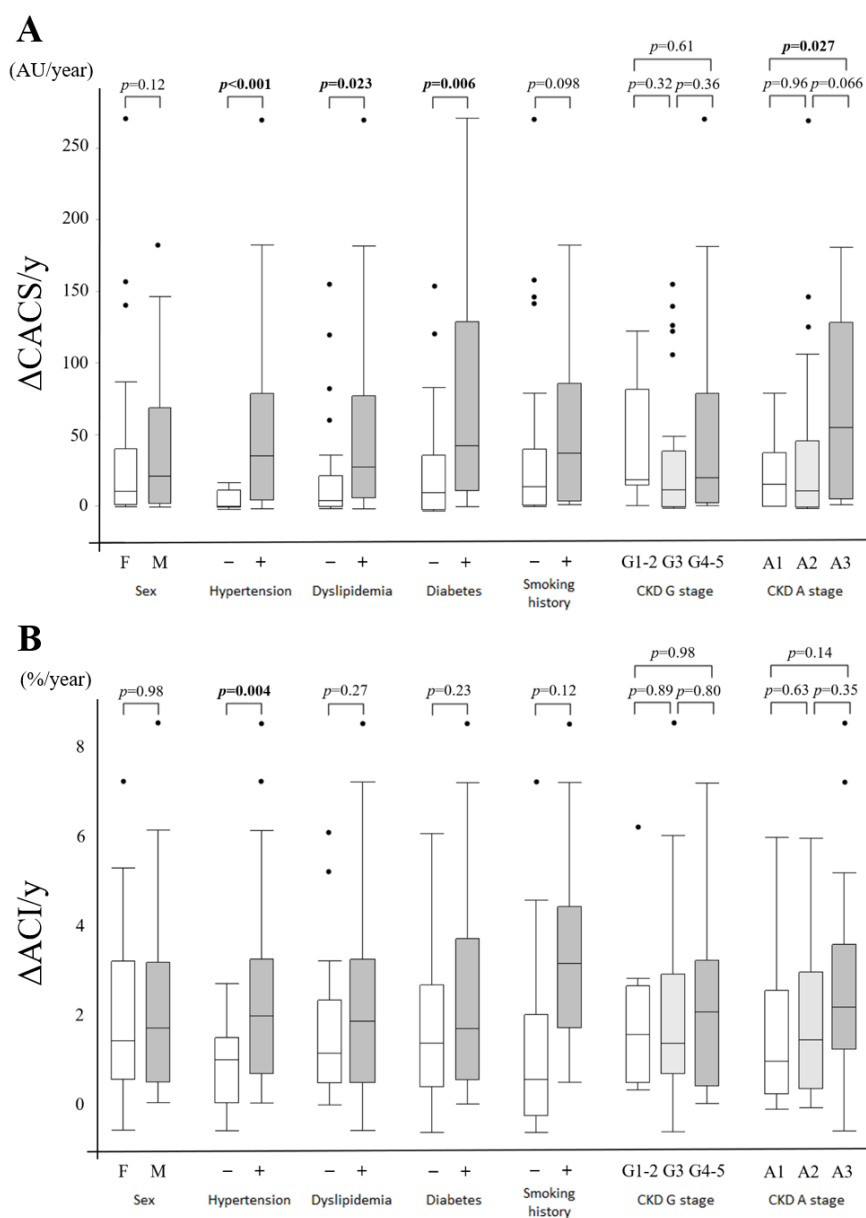 A
(AU/year)
p=0.61
p=0.027
p=0.12
p<0.001
p=0.023
p=0.006
p=0.098
p=0.32
p=0.36
p=0.96
p=0.066
250
200
150
100
50
0
ΔCACS/y
F M − + − + − + − + G1-2 G3 G4-5 A1 A2 A3
Sex Hypertension Dyslipidemia Diabetes Smoking history CKD G stage CKD A stage
B
(%/year)
p=0.98
p=0.14
p=0.98
p=0.004
p=0.27
p=0.23
p=0.12
p=0.89
p=0.80
p=0.63
p=0.35
8
6
4
2
0
ΔACI/y
F M − + − + − + − + G1-2 G3 G4-5 A1 A2 A3
Sex Hypertension Dyslipidemia Diabetes Smoking history CKD G stage CKD A stage